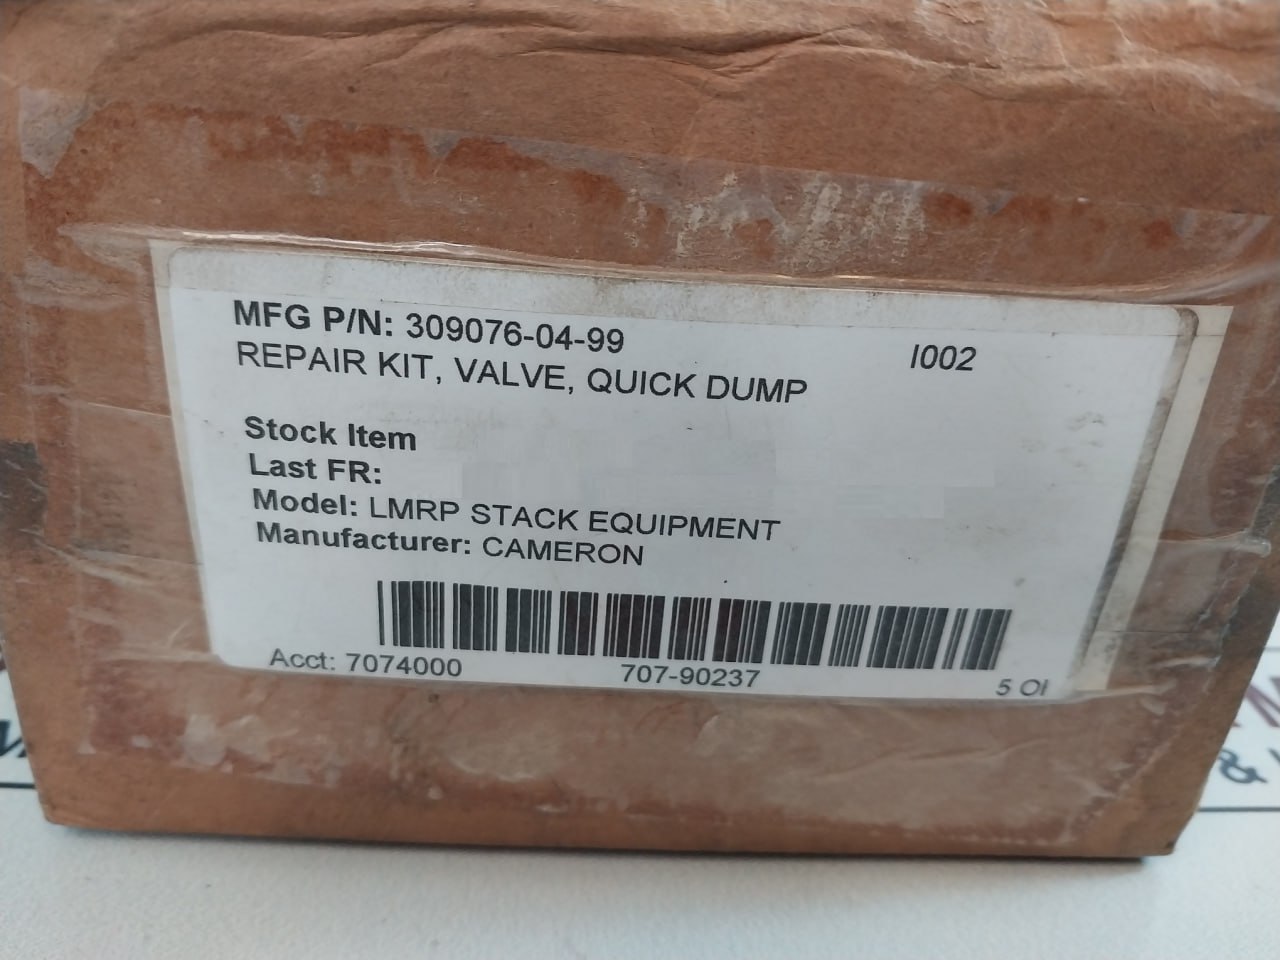 MFG P/N: 309076-04-99
I002
REPAIR KIT, VALVE, QUICK DUMP
Stock Item
Last FR:
Model: LMRP STACK EQUIPMENT
Manufacturer: CAMERON
Acct: 7074000
707-90237
5 OI
&